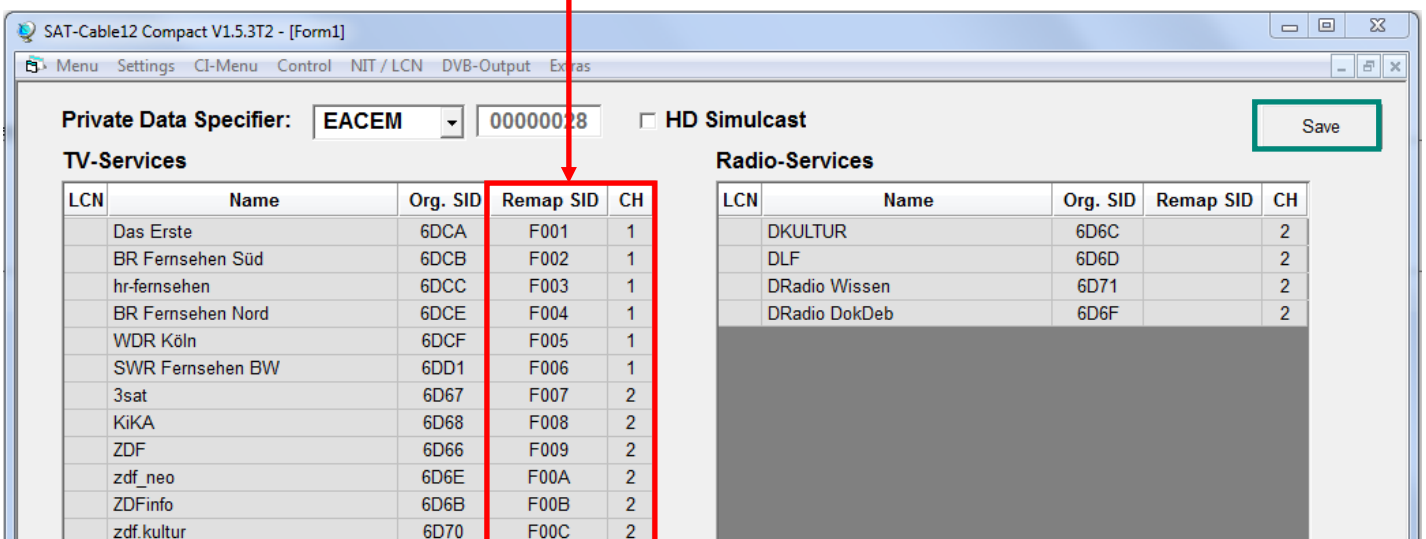 SAT-Cable12 Compact V1.5.3T2 - [Form1]
Menu Settings CI-Menu Control NIT / LCN DVB-Output Extras
Private Data Specifier: EACEM 00000028 HD Simulcast Save
TV-Services Radio-Services
LCN Name Org. SID Remap SID CH LCN Name Org. SID Remap SID CH
Das Erste 6DCA F001 1 DKULTUR 6D6C 2
BR Fernsehen Süd 6DCB F002 1 DLF 6D6D 2
hr-fernsehen 6DCC F003 1 DRadio Wissen 6D71 2
BR Fernsehen Nord 6DCE F004 1 DRadio DokDeb 6D6F 2
WDR Köln 6DCF F005 1
SWR Fernsehen BW 6DD1 F006 1
3sat 6D67 F007 2
KiKA 6D68 F008 2
ZDF 6D66 F009 2
zdf_neo 6D6E F00A 2
ZDFinfo 6D6B F00B 2
zdf.kultur 6D70 F00C 2